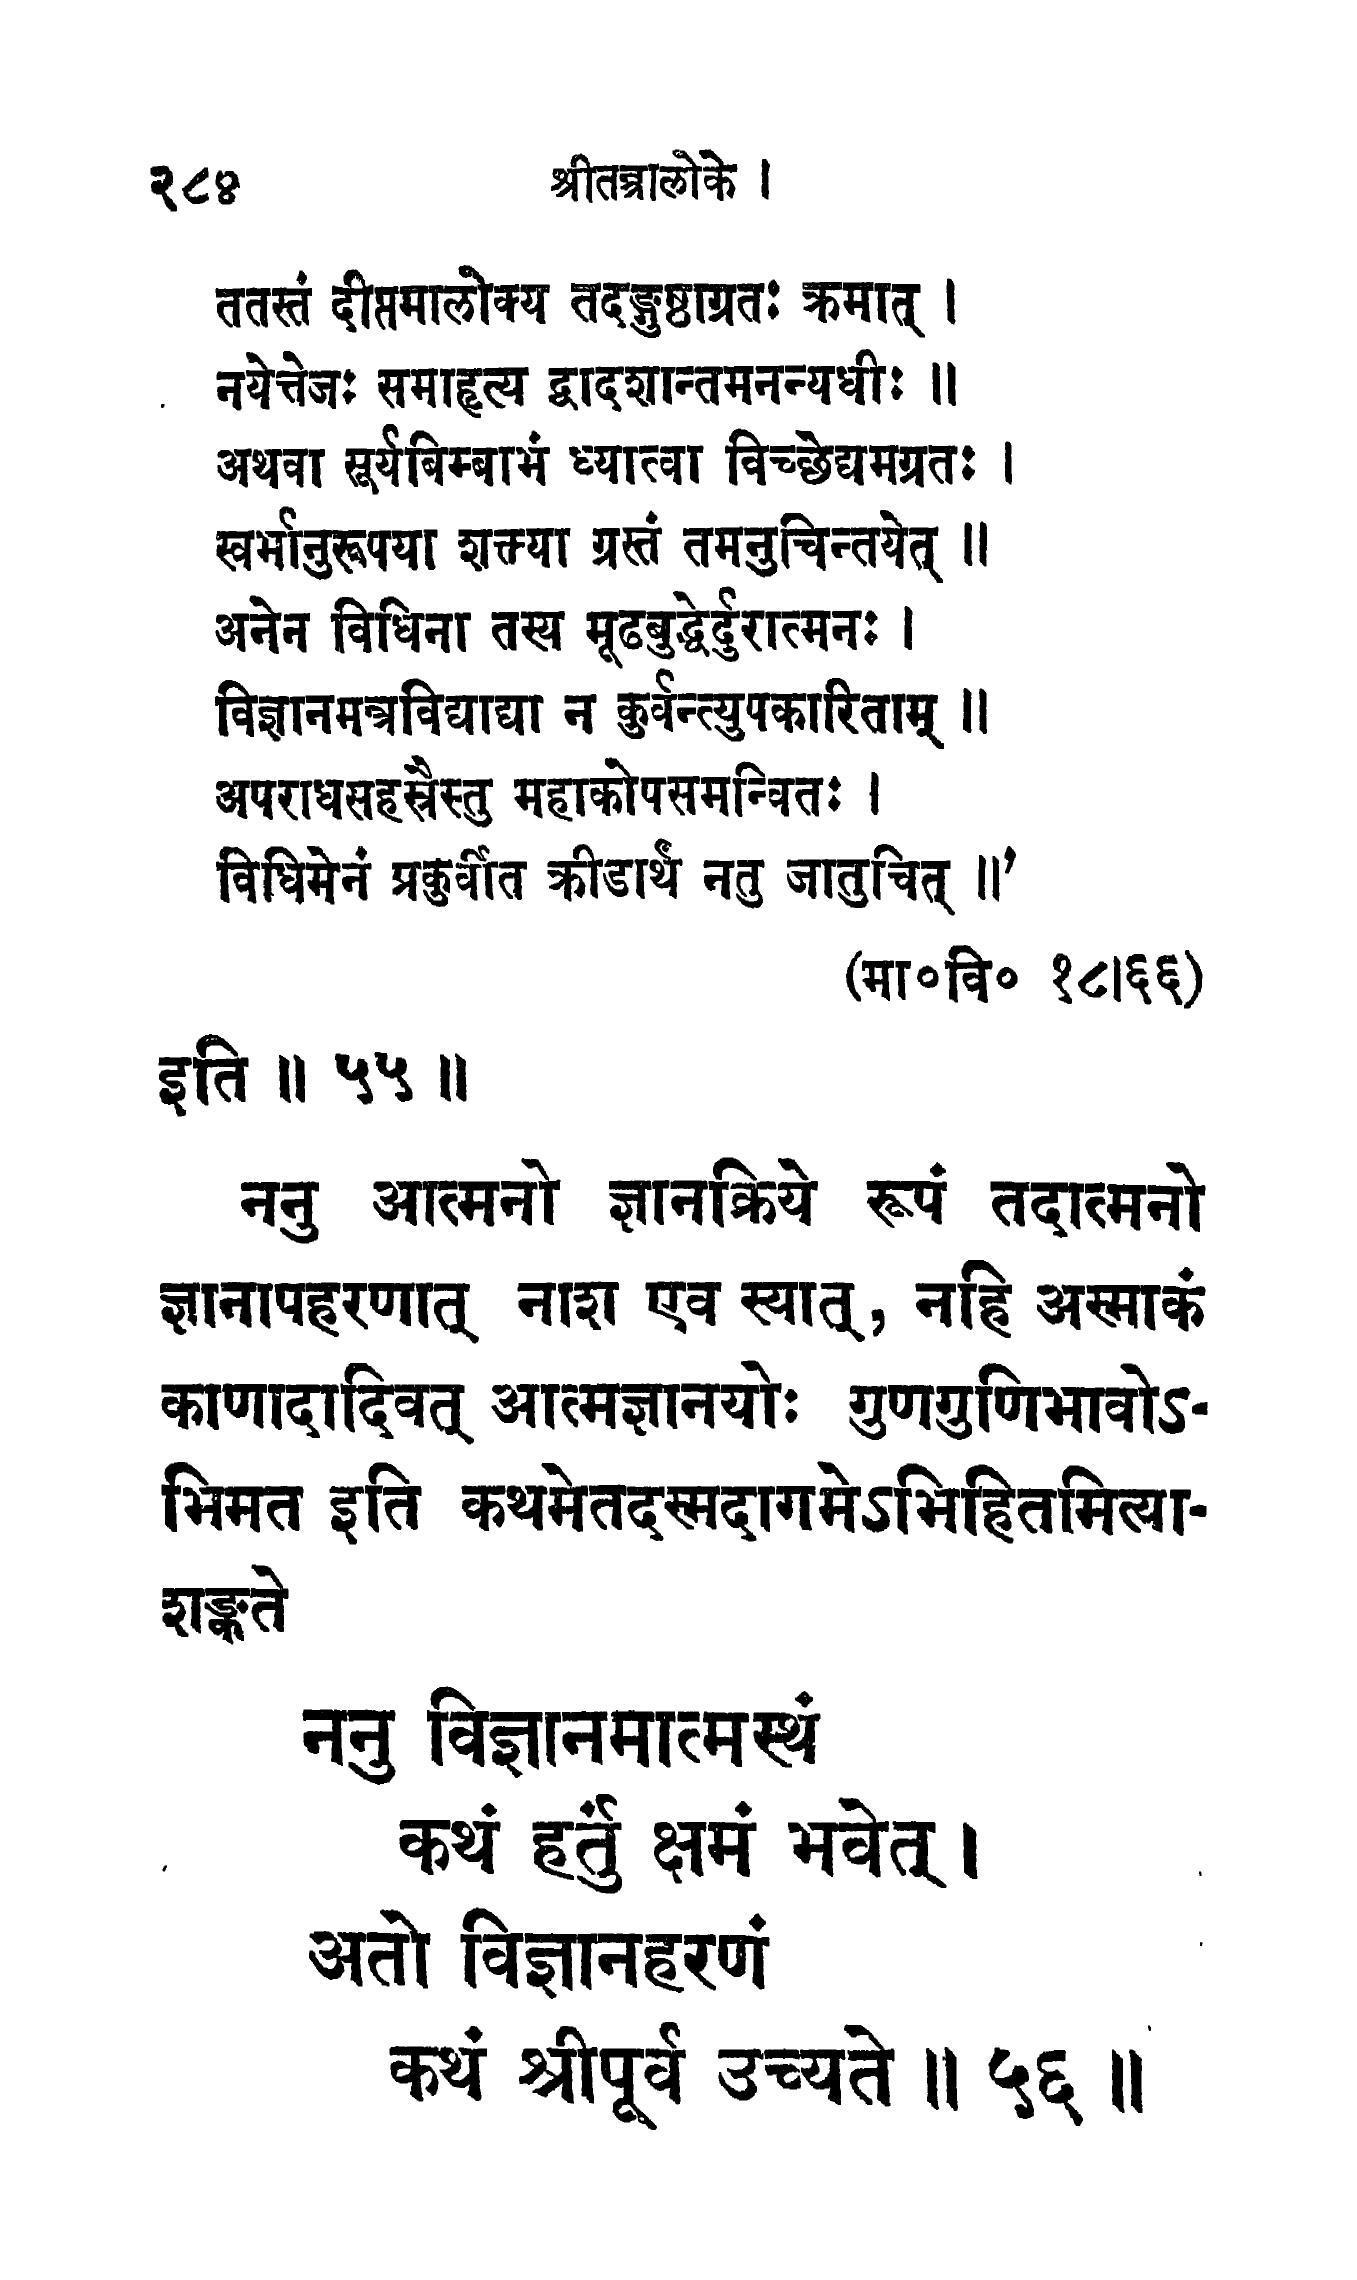 २८४ श्रीतन्त्रालोके ।
ततस्तं दीप्तमालोक्य तदङ्गुष्ठाग्रतः क्रमात् ।
नयेत्तेजः समाहृत्य द्वादशान्तमनन्यधीः ॥
अथवा सूर्यबिम्बाभं ध्यात्वा विच्छेद्यमग्रतः ।
स्वर्भानुरूपया शक्त्या ग्रस्तं तमनुचिन्तयेत् ॥
अनेन विधिना तस्य मूढबुद्धेर्दुरात्मनः ।
विज्ञानमन्त्रविद्याद्या न कुर्वन्त्युपकारिताम् ॥
अपराधसहस्रैस्तु महाकोपसमन्वितः ।
विधिमेनं प्रकुर्वीत क्रीडार्थं नतु जातुचित् ॥'
(मा०वि० १८।६६)
इति ॥ ५५ ॥
ननु आत्मनो ज्ञानक्रिये रूपं तदात्मनो
ज्ञानापहरणात् नाश एव स्यात्, नहि अस्माकं
काणादादिवत् आत्मज्ञानयोः गुणगुणिभावोऽ-
भिमत इति कथमेतदस्मदागमेऽभिहितमित्या-
शङ्कते
ननु विज्ञानमात्मस्थं
कथं हर्तुं क्षमं भवेत् ।
अतो विज्ञानहरणं
कथं श्रीपूर्व उच्यते ॥ ५६ ॥